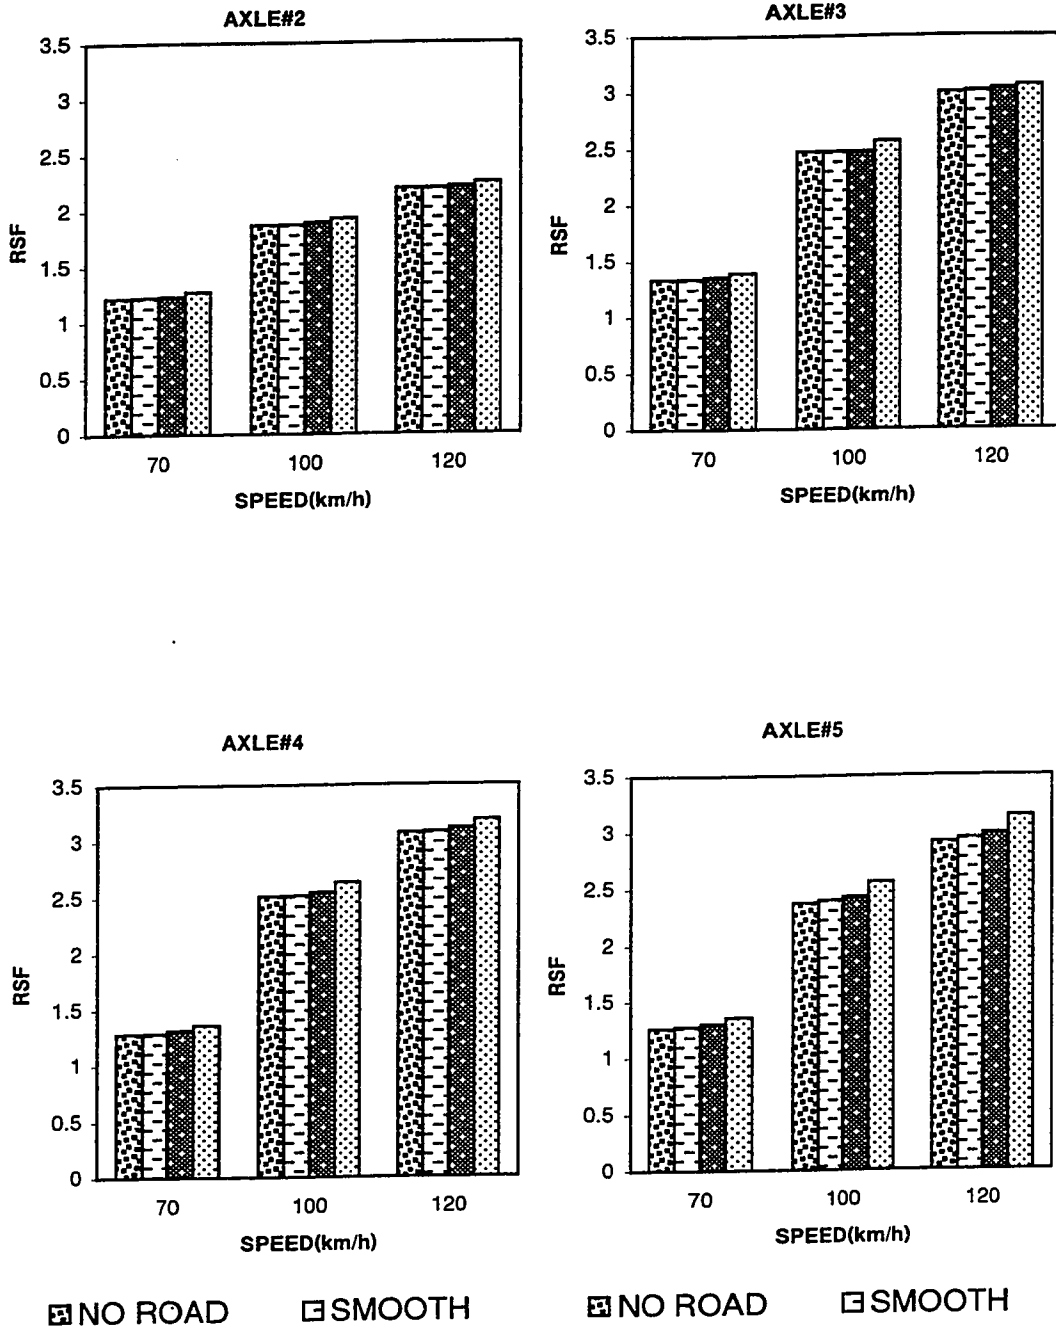 AXLE#2
3.5
3
2.5
2
1.5
1
0.5
0
RSF
70 100 120
SPEED(km/h)
AXLE#3
3.5
3
2.5
2
1.5
1
0.5
0
RSF
70 100 120
SPEED(km/h)
AXLE#4
3.5
3
2.5
2
1.5
1
0.5
0
RSF
70 100 120
SPEED(km/h)
AXLE#5
3.5
3
2.5
2
1.5
1
0.5
0
RSF
70 100 120
SPEED(km/h)
NO ROAD SMOOTH
NO ROAD SMOOTH